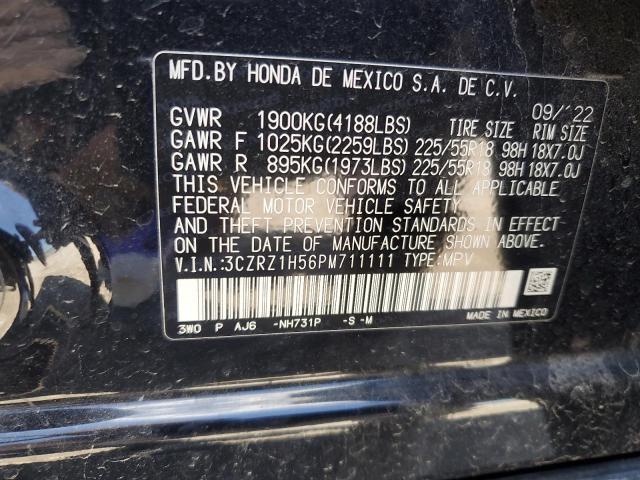 MFD.BY HONDA DE MEXICO S.A. DE C.V.
09/'22
GVWR 1900KG(4188LBS) TIRE SIZE RIM SIZE
GAWR F 1025KG(2259LBS) 225/55R18 98H 18X7.0J
GAWR R 895KG(1973LBS) 225/55R18 98H 18X7.0J
THIS VEHICLE CONFORMS TO ALL APPLICABLE
FEDERAL MOTOR VEHICLE SAFETY
AND THEFT PREVENTION STANDARDS IN EFFECT
ON THE DATE OF MANUFACTURE SHOWN ABOVE.
V.I.N.:3CZRZ1H56PM711111 TYPE:MPV
3W0 P AJ6 -NH731P -S-M
MADE IN MEXICO